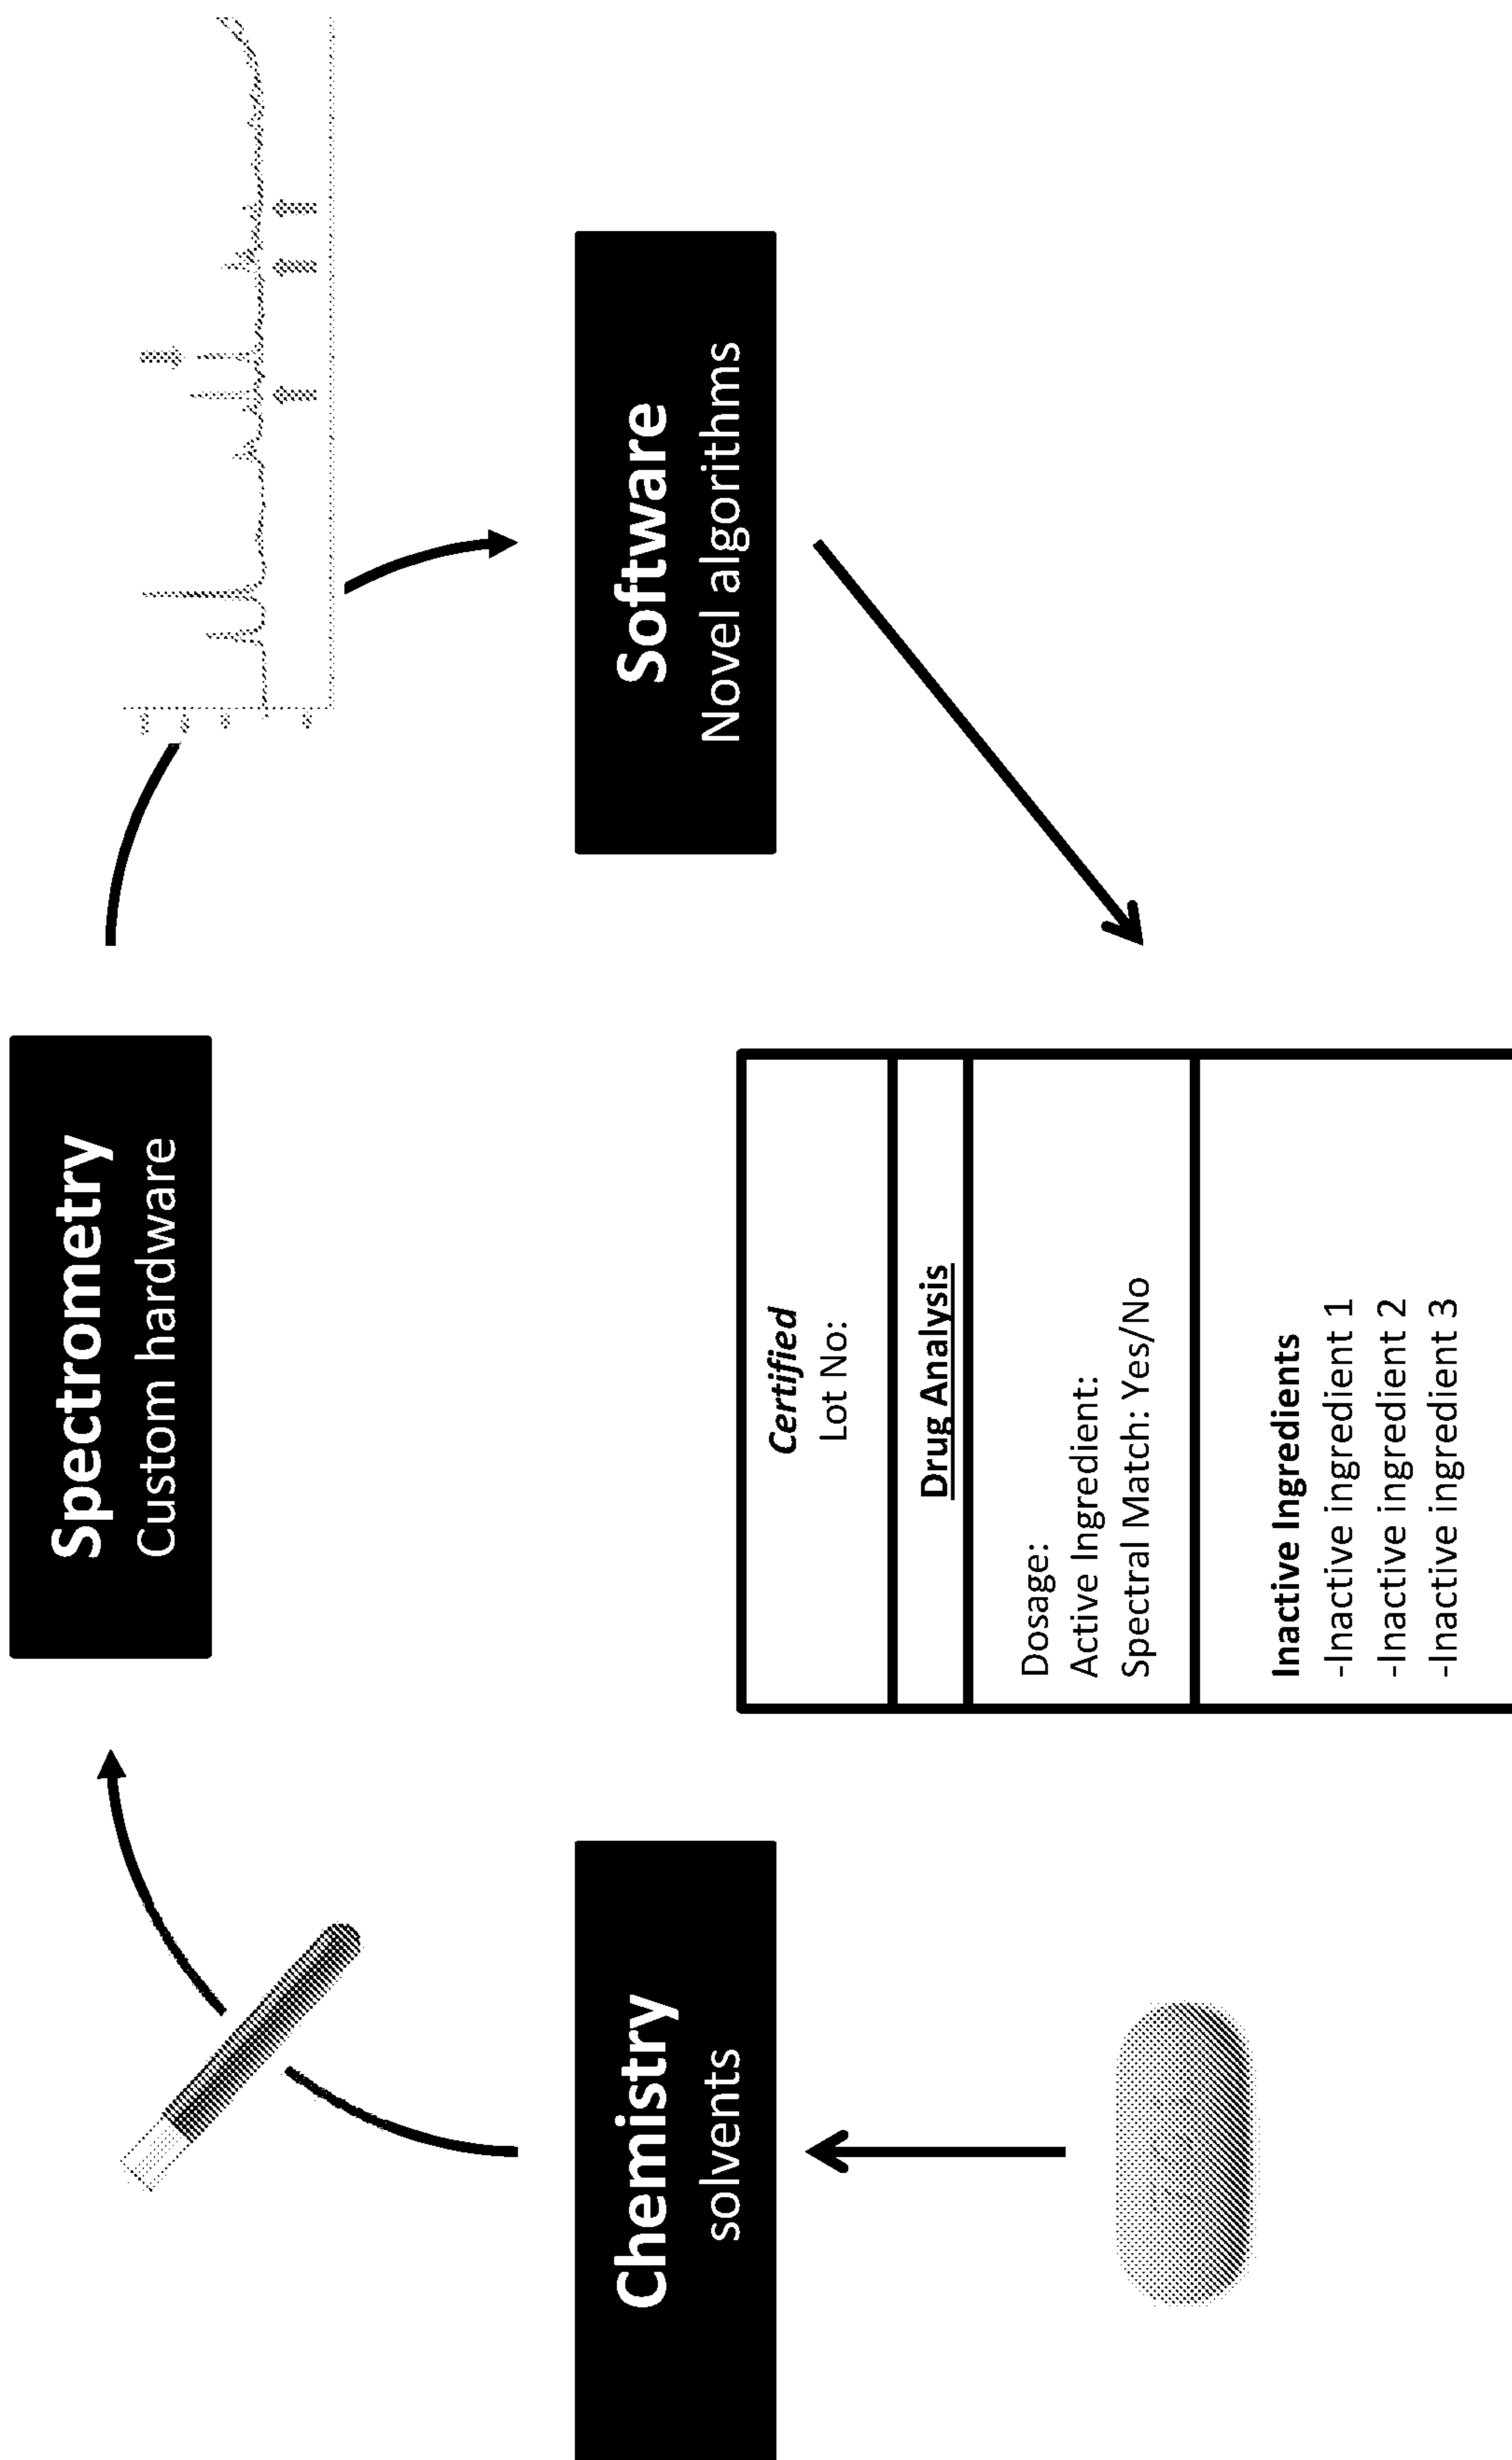 Spectrometry
Custom hardware
Chemistry
solvents
Software
Novel algorithms
Certified
Lot No:
Drug Analysis
Dosage:
Active Ingredient:
Spectral Match: Yes/No
Inactive Ingredients
-Inactive ingredient 1
-Inactive ingredient 2
-Inactive ingredient 3